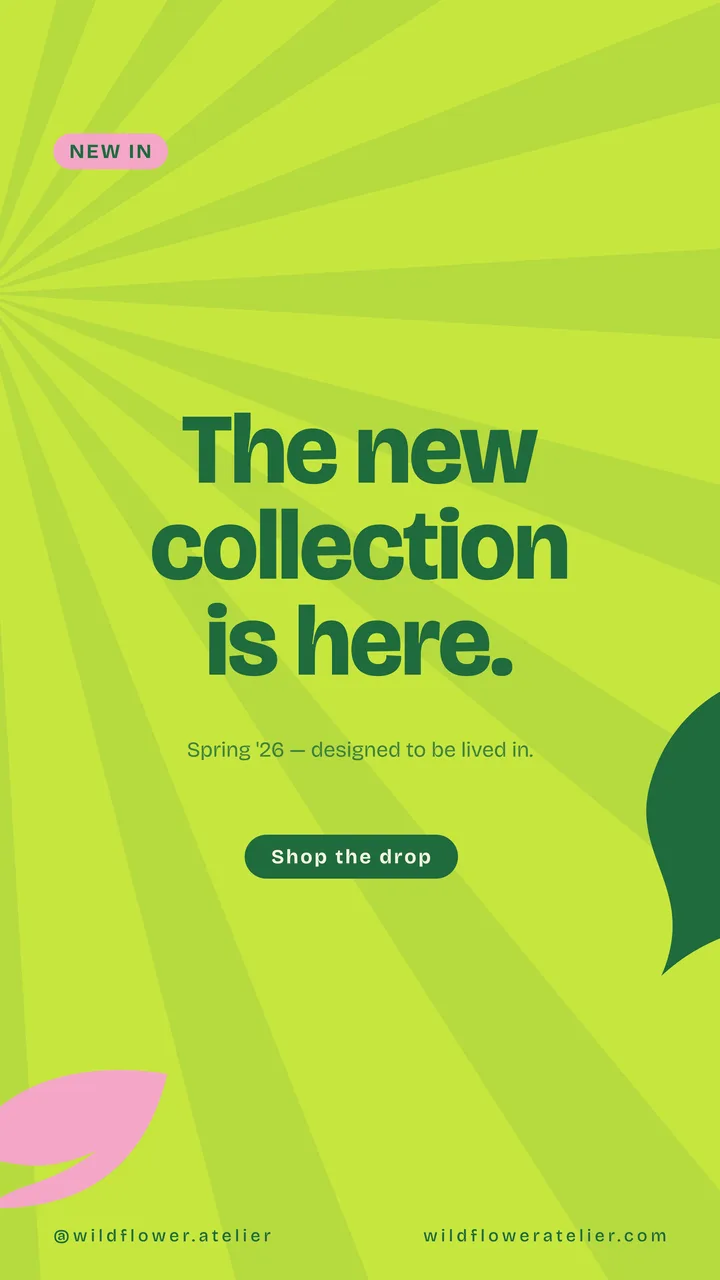 NEW IN
The new
collection
is here.
Spring '26 — designed to be lived in.
Shop the drop
@wildflower.atelier
wildfloweratelier.com